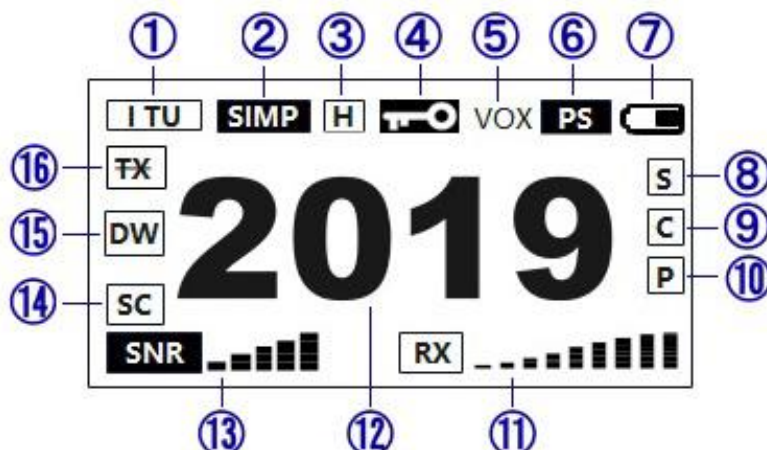 ① ② ③ ④ ⑤ ⑥ ⑦
I TU SIMP H VOX PS
⑯ TX S ⑧
2019
⑮ DW C ⑨
P ⑩
⑭ SC
SNR RX
⑬ ⑫ ⑪